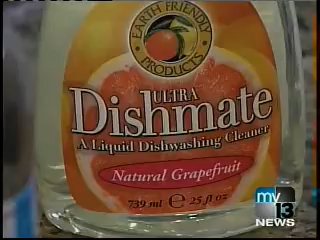 EARTH FRIENDLY
PRODUCTS
ULTRA
Dishmate
A Liquid Dishwashing Cleaner
Natural Grapefruit
739 ml e 25 fl oz
my
13
NEWS